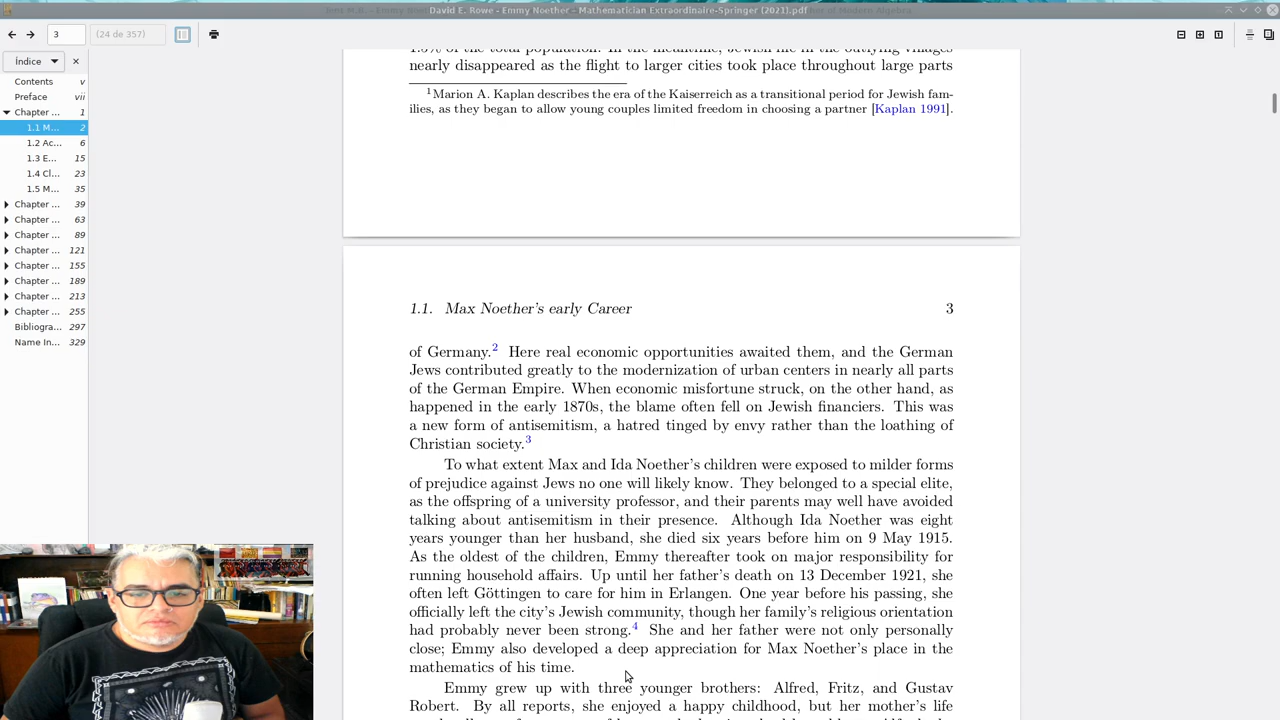 David E. Rowe - Emmy Noether - Mathematician Extraordinaire-Springer (2021).pdf
3
(24 de 357)
Índice
Contents v
Preface vii
Chapter ... 1
1.1 M... 2
1.2 Ac... 6
1.3 E... 15
1.4 Cl... 23
1.5 M... 35
Chapter ... 39
Chapter ... 63
Chapter ... 89
Chapter ... 121
Chapter ... 155
Chapter ... 189
Chapter ... 213
Chapter ... 255
Bibliogra... 297
Name In... 329
1.5% of the total population. In the meantime, Jewish life in the outlying villages
nearly disappeared as the flight to larger cities took place throughout large parts
1Marion A. Kaplan describes the era of the Kaiserreich as a transitional period for Jewish fam-
ilies, as they began to allow young couples limited freedom in choosing a partner [Kaplan 1991].
1.1. Max Noether's early Career 3
of Germany.2 Here real economic opportunities awaited them, and the German
Jews contributed greatly to the modernization of urban centers in nearly all parts
of the German Empire. When economic misfortune struck, on the other hand, as
happened in the early 1870s, the blame often fell on Jewish financiers. This was
a new form of antisemitism, a hatred tinged by envy rather than the loathing of
Christian society.3
To what extent Max and Ida Noether's children were exposed to milder forms
of prejudice against Jews no one will likely know. They belonged to a special elite,
as the offspring of a university professor, and their parents may well have avoided
talking about antisemitism in their presence. Although Ida Noether was eight
years younger than her husband, she died six years before him on 9 May 1915.
As the oldest of the children, Emmy thereafter took on major responsibility for
running household affairs. Up until her father's death on 13 December 1921, she
often left Göttingen to care for him in Erlangen. One year before his passing, she
officially left the city's Jewish community, though her family's religious orientation
had probably never been strong.4 She and her father were not only personally
close; Emmy also developed a deep appreciation for Max Noether's place in the
mathematics of his time.
Emmy grew up with three younger brothers: Alfred, Fritz, and Gustav
Robert. By all reports, she enjoyed a happy childhood, but her mother's life